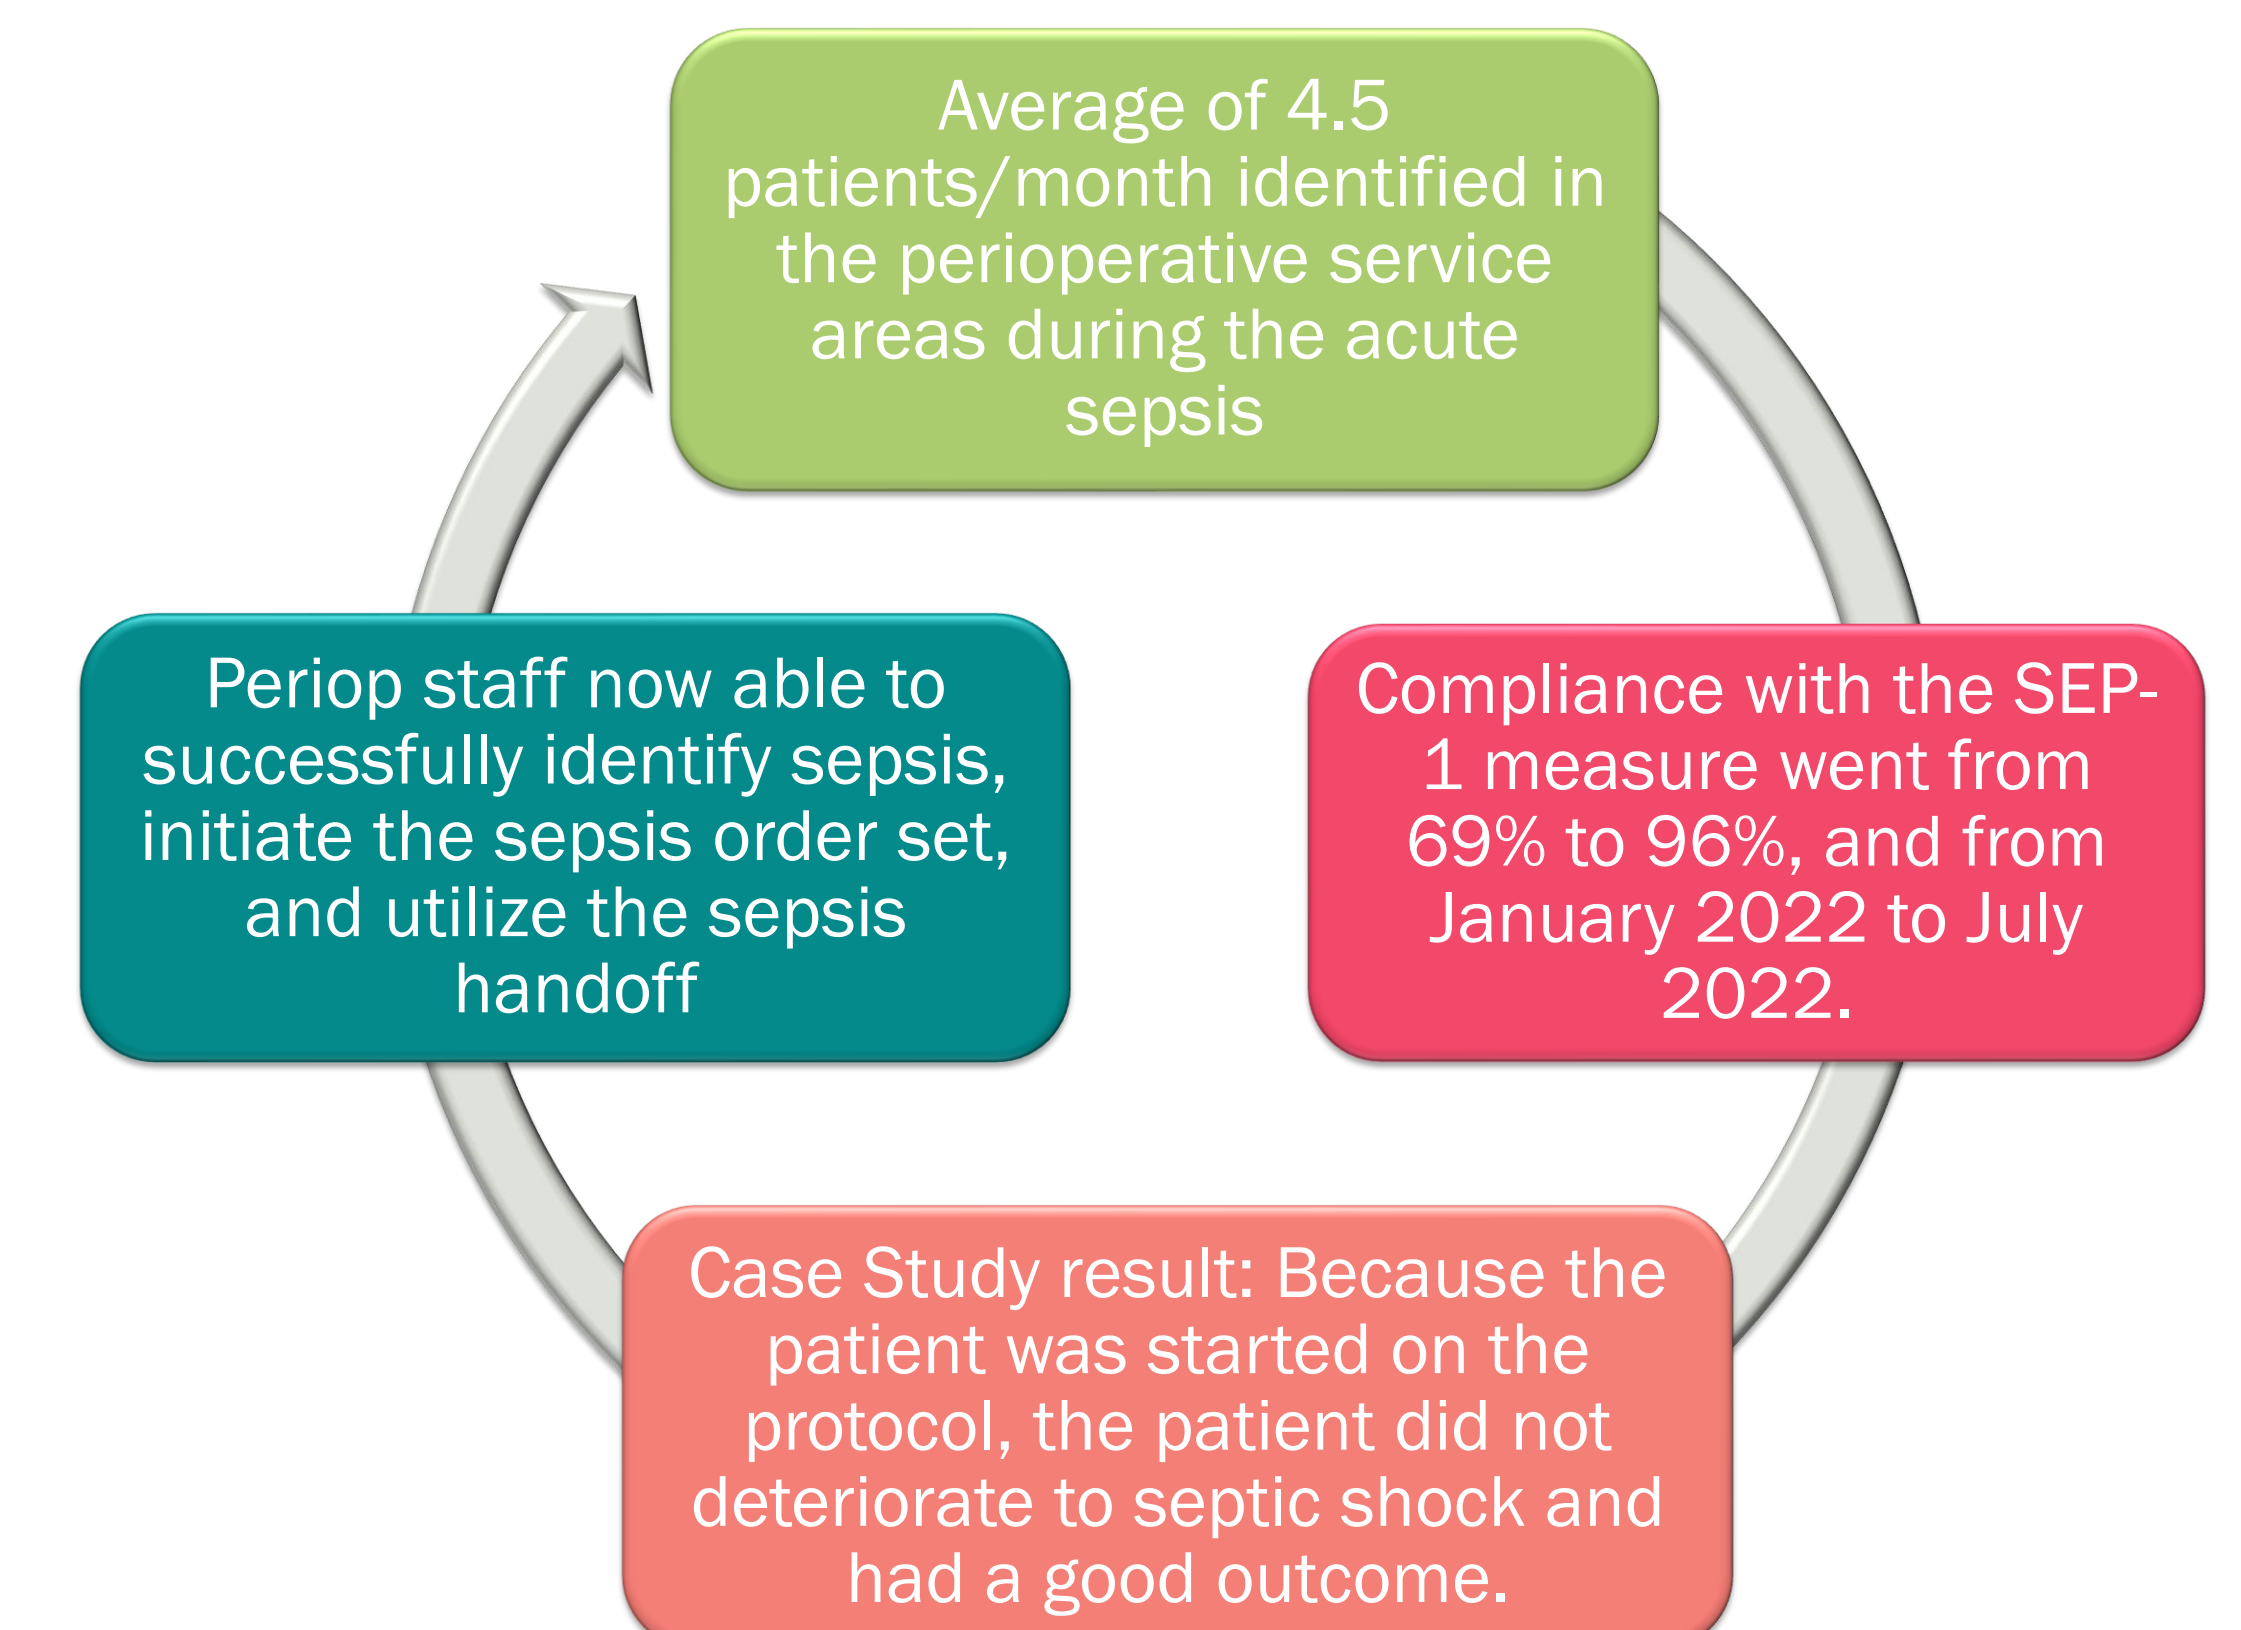 Average of 4.5
patients/month identified in
the perioperative service
areas during the acute
sepsis
Compliance with the SEP-
1 measure went from
69% to 96%, and from
January 2022 to July
2022.
Case Study result: Because the
patient was started on the
protocol, the patient did not
deteriorate to septic shock and
had a good outcome.
Periop staff now able to
successfully identify sepsis,
initiate the sepsis order set,
and utilize the sepsis
handoff